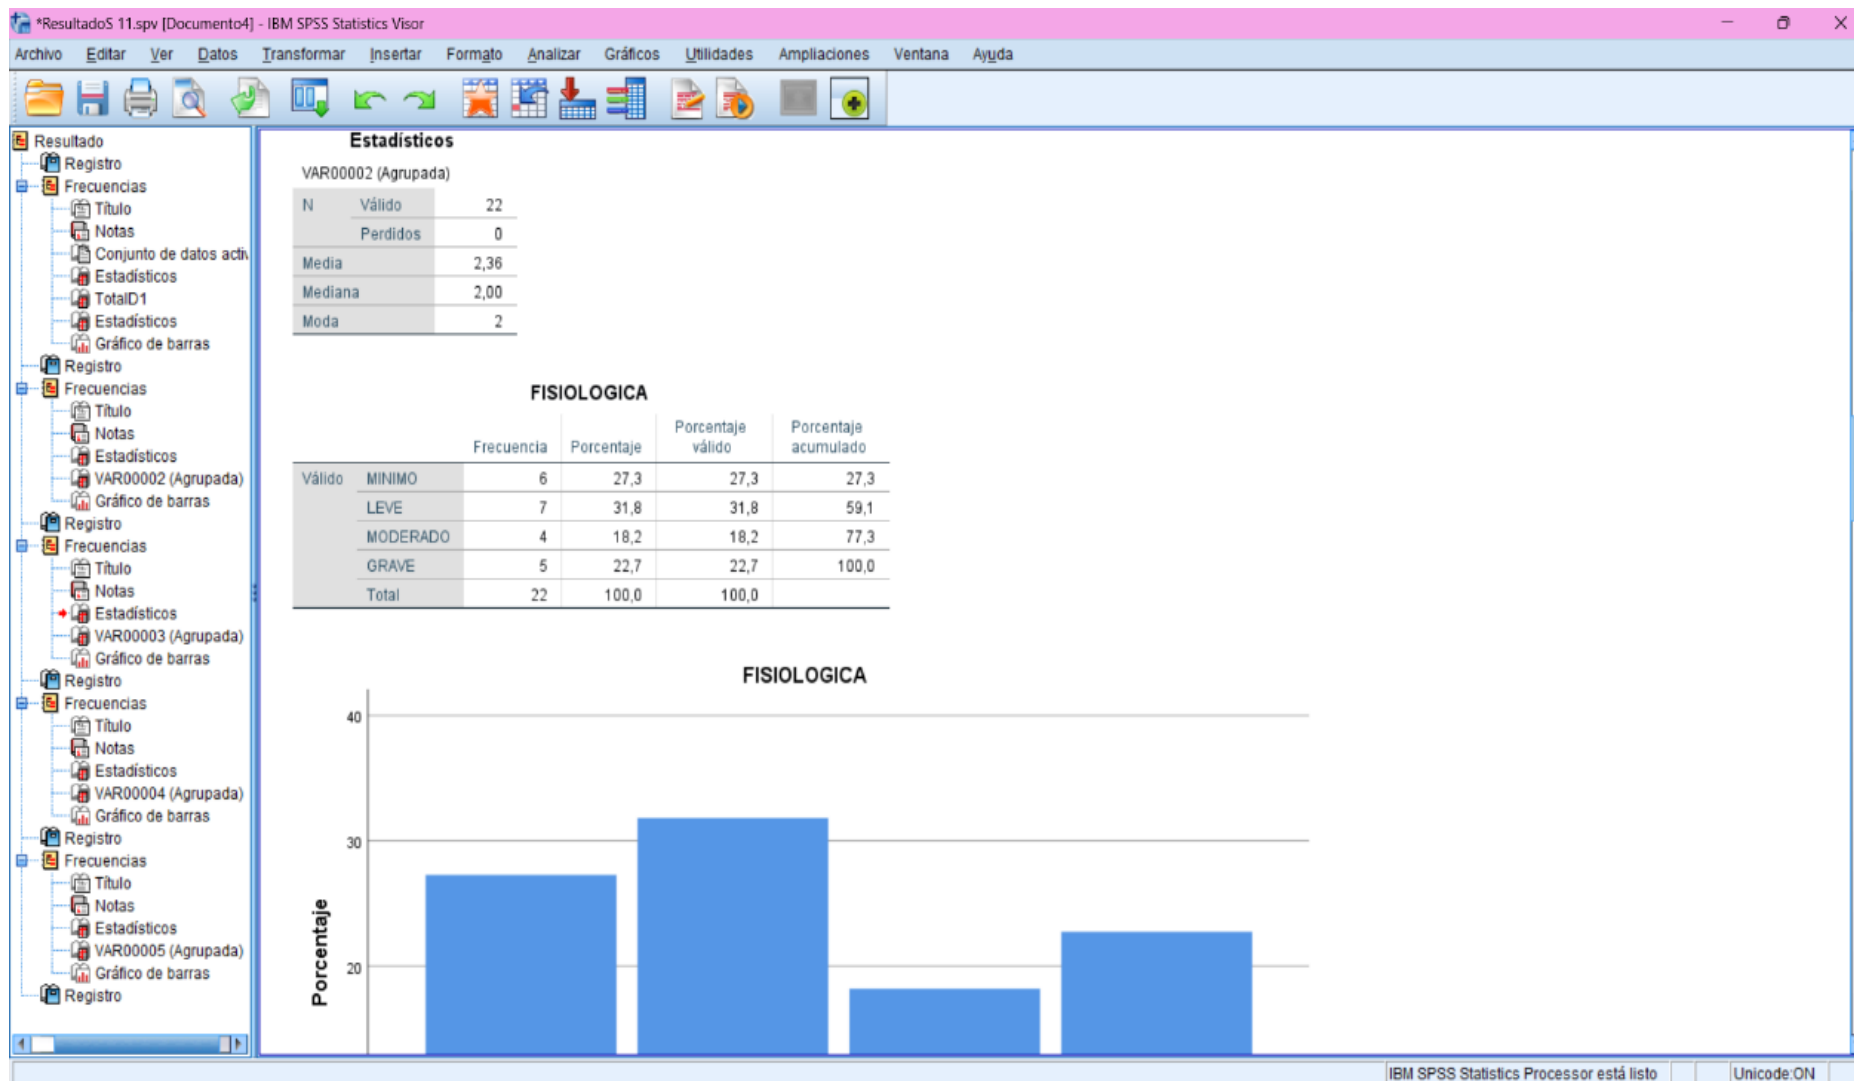 *ResultadoS 11.spv [Documento4] - IBM SPSS Statistics Visor
Archivo Editar Ver Datos Transformar Insertar Formato Analizar Gráficos Utilidades Ampliaciones Ventana Ayuda
Resultado
Registro
Frecuencias
Título
Notas
Conjunto de datos activ
Estadísticos
TotalD1
Estadísticos
Gráfico de barras
Registro
Frecuencias
Título
Notas
Estadísticos
VAR00002 (Agrupada)
Gráfico de barras
Registro
Frecuencias
Título
Notas
Estadísticos
VAR00003 (Agrupada)
Gráfico de barras
Registro
Frecuencias
Título
Notas
Estadísticos
VAR00004 (Agrupada)
Gráfico de barras
Registro
Frecuencias
Título
Notas
Estadísticos
VAR00005 (Agrupada)
Gráfico de barras
Registro
Estadísticos
VAR00002 (Agrupada)
N Válido 22
Perdidos 0
Media 2,36
Mediana 2,00
Moda 2
FISIOLOGICA
Frecuencia Porcentaje Porcentaje válido Porcentaje acumulado
Válido MINIMO 6 27,3 27,3 27,3
LEVE 7 31,8 31,8 59,1
MODERADO 4 18,2 18,2 77,3
GRAVE 5 22,7 22,7 100,0
Total 22 100,0 100,0
FISIOLOGICA
40
30
20
Porcentaje
IBM SPSS Statistics Processor está listo Unicode:ON